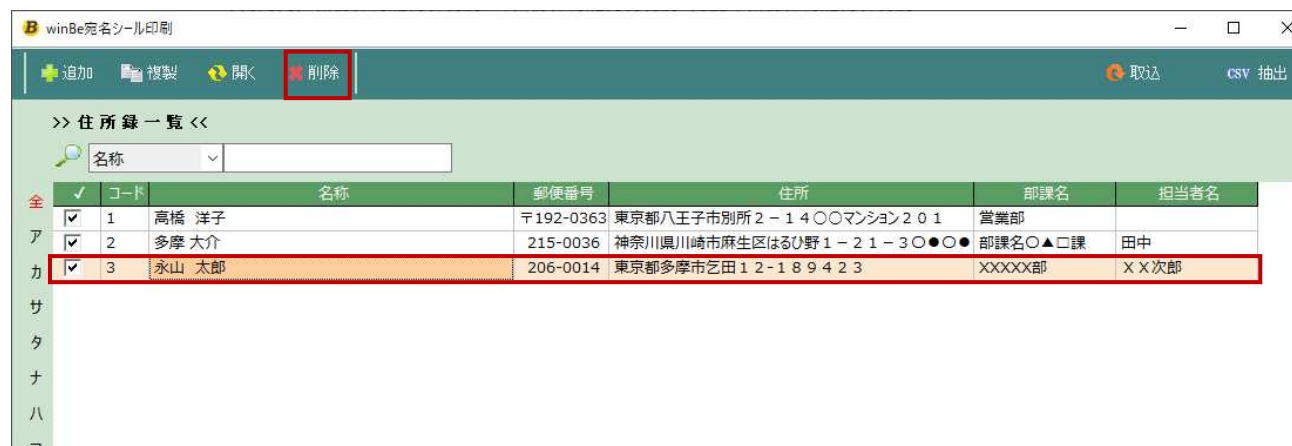 winBe宛名シール印刷
追加 複製 開く 削除 取込 CSV 抽出
>> 住 所 録 一 覧 <<
名称
✓ コード 名称 郵便番号 住所 部課名 担当者名
1 高橋 洋子 〒192-0363 東京都八王子市別所2－14〇〇マンション201 営業部
2 多摩 大介 215-0036 神奈川県川崎市麻生区はるひ野1－21－3〇●〇● 部課名〇▲□課 田中
3 永山 太郎 206-0014 東京都多摩市乞田12-189423 XXXXX部 ＸＸ次郎
全
ア
カ
サ
タ
ナ
ハ